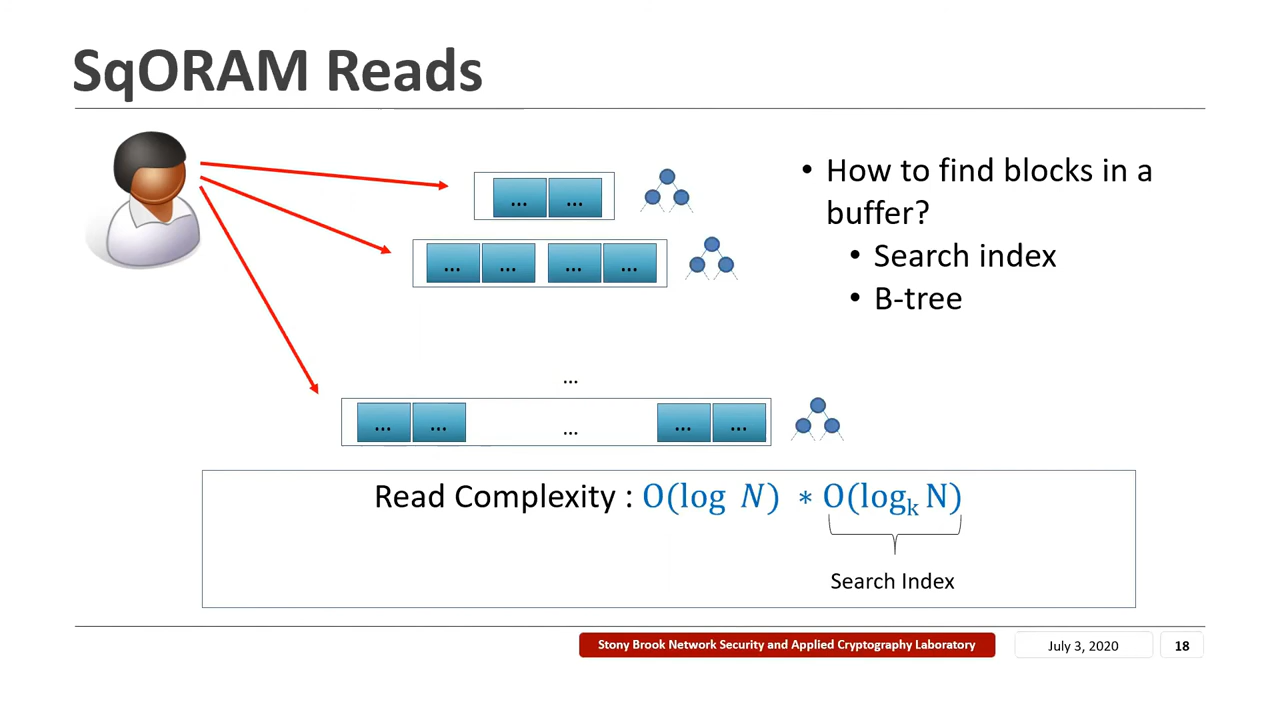 SqORAM Reads
... ...
... ... ... ...
...
... ... ... ... ...
• How to find blocks in a
buffer?
• Search index
• B-tree
Read Complexity : O(log N) * O(logₖ N)
Search Index
Stony Brook Network Security and Applied Cryptography Laboratory
July 3, 2020
18